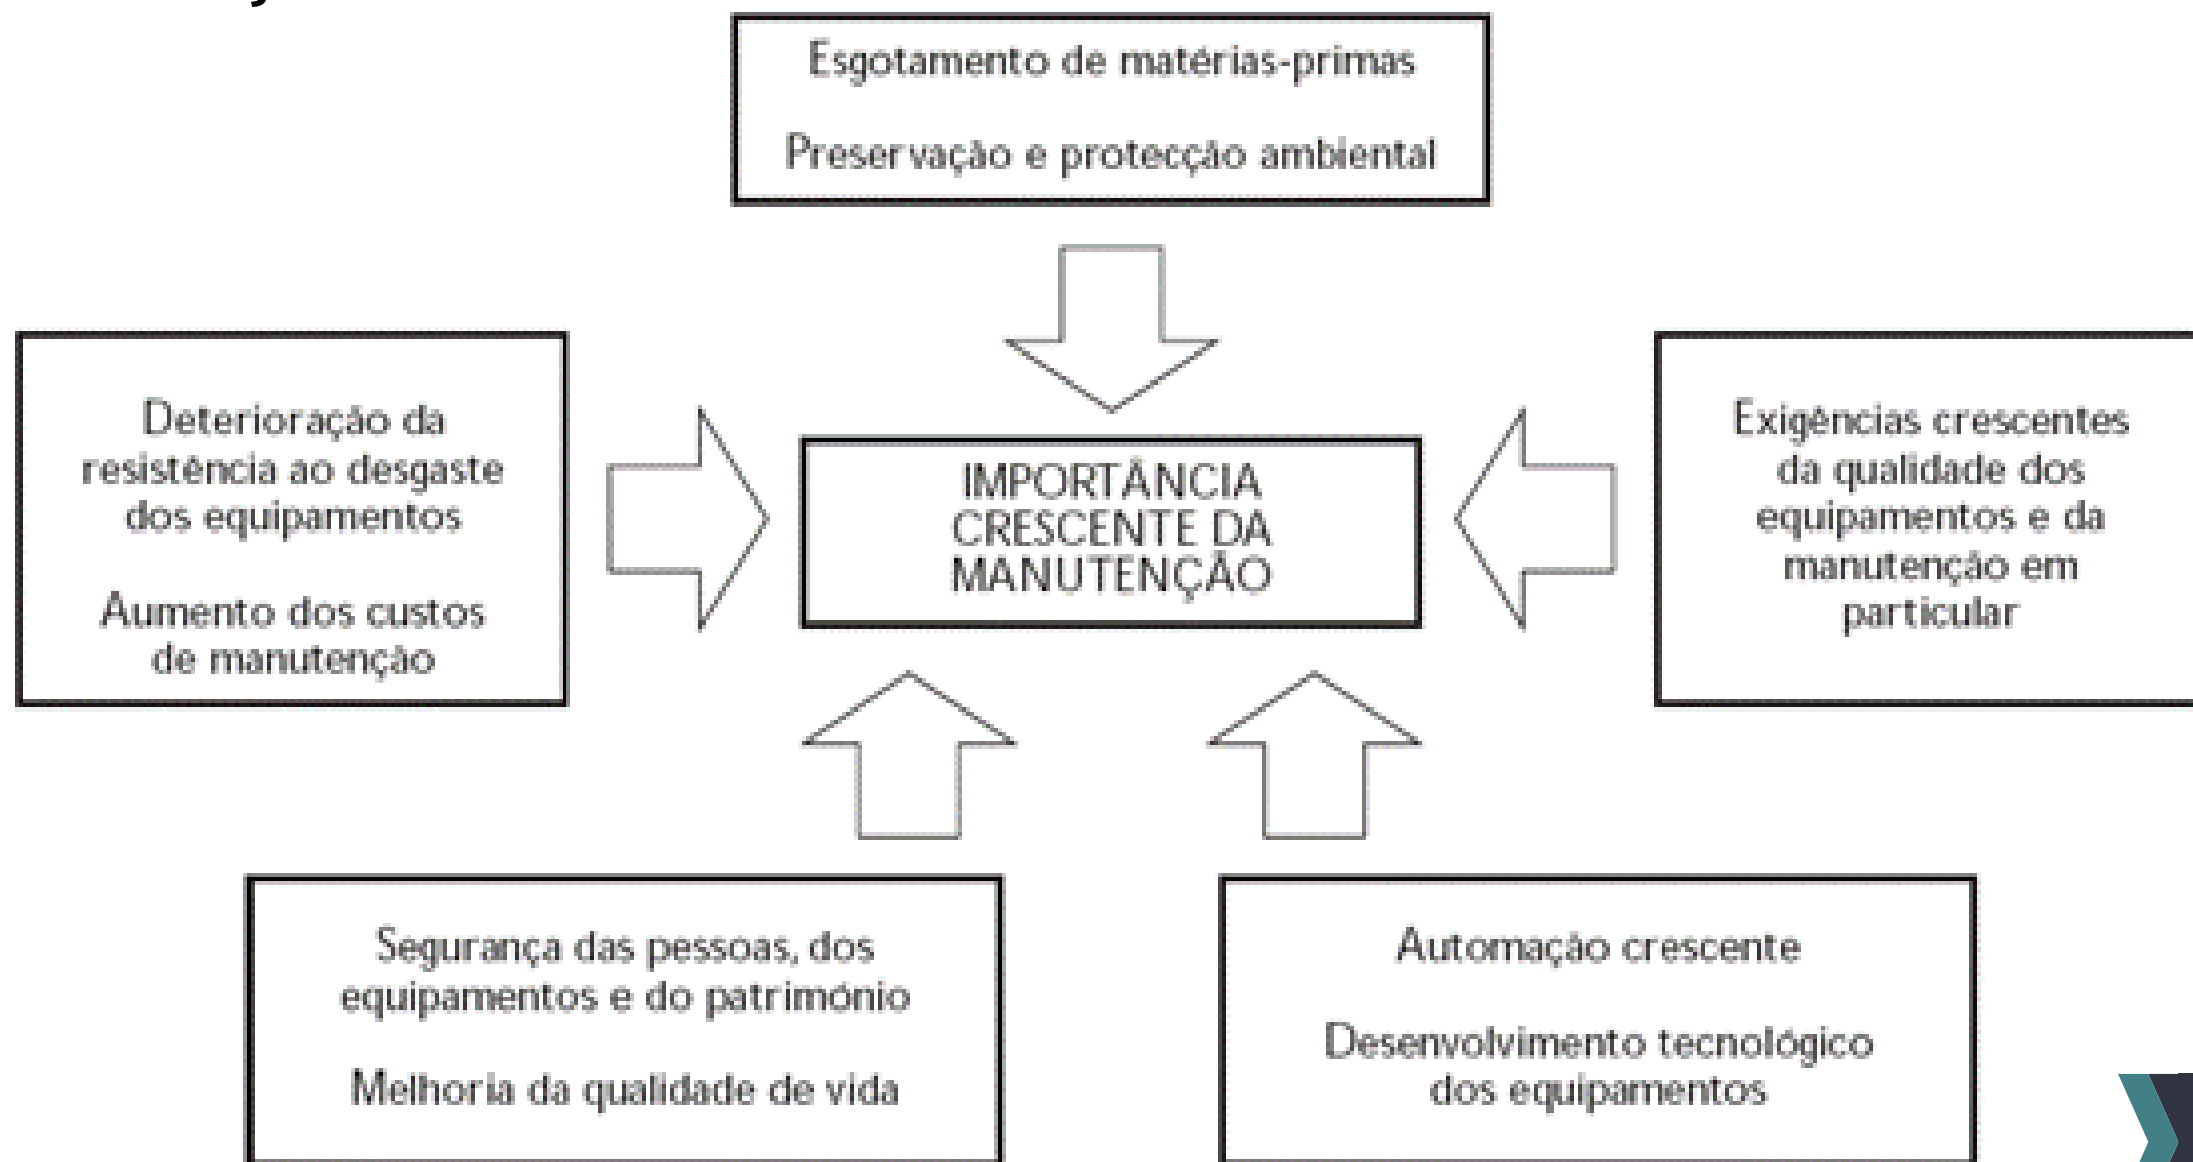 Esgotamento de matérias-primas
Preservação e protecção ambiental
Deterioração da
resistência ao desgaste
dos equipamentos
Aumento dos custos
de manutenção
IMPORTÂNCIA
CRESCENTE DA
MANUTENÇÃO
Exigências crescentes
da qualidade dos
equipamentos e da
manutenção em
particular
Segurança das pessoas, dos
equipamentos e do património
Melhoria da qualidade de vida
Automação crescente
Desenvolvimento tecnológico
dos equipamentos